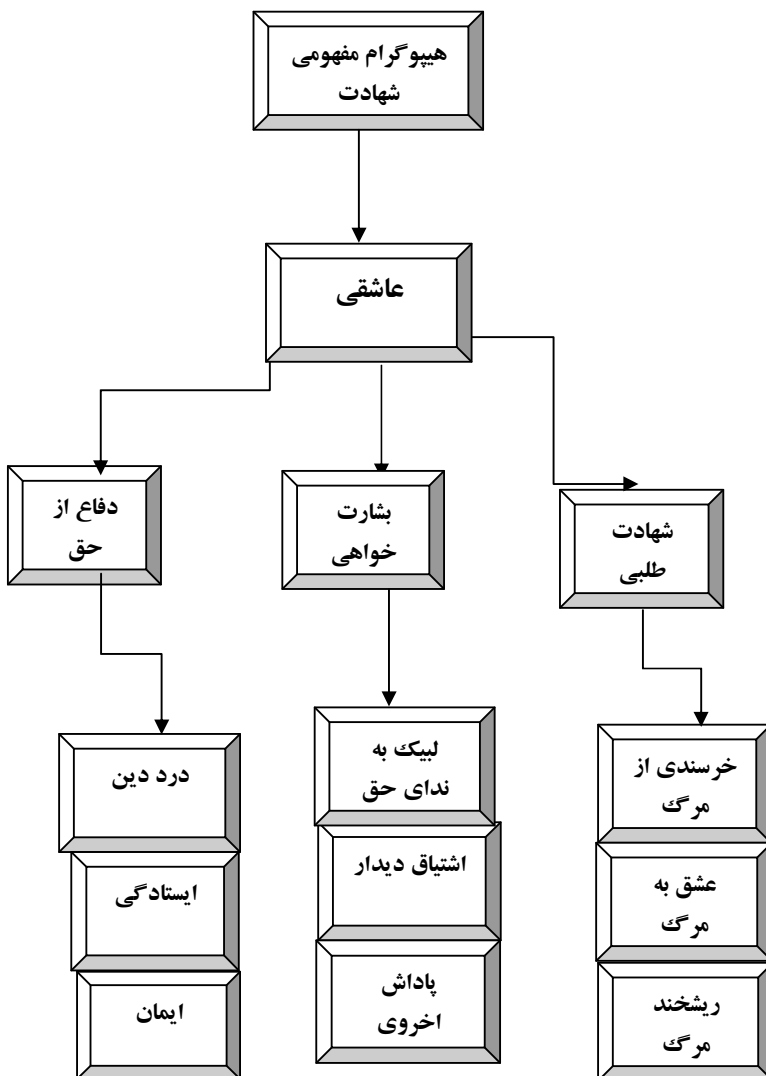 هیپوگرام مفهومی
شهادت
عاشقی
شهادت
طلبی
بشارت
خواهی
دفاع از
حق
خرسندی از
مرگ
عشق به
مرگ
ریشخند
مرگ
لبیک به
ندای حق
اشتیاق دیدار
پاداش
اخروی
درد دین
ایستادگی
ایمان